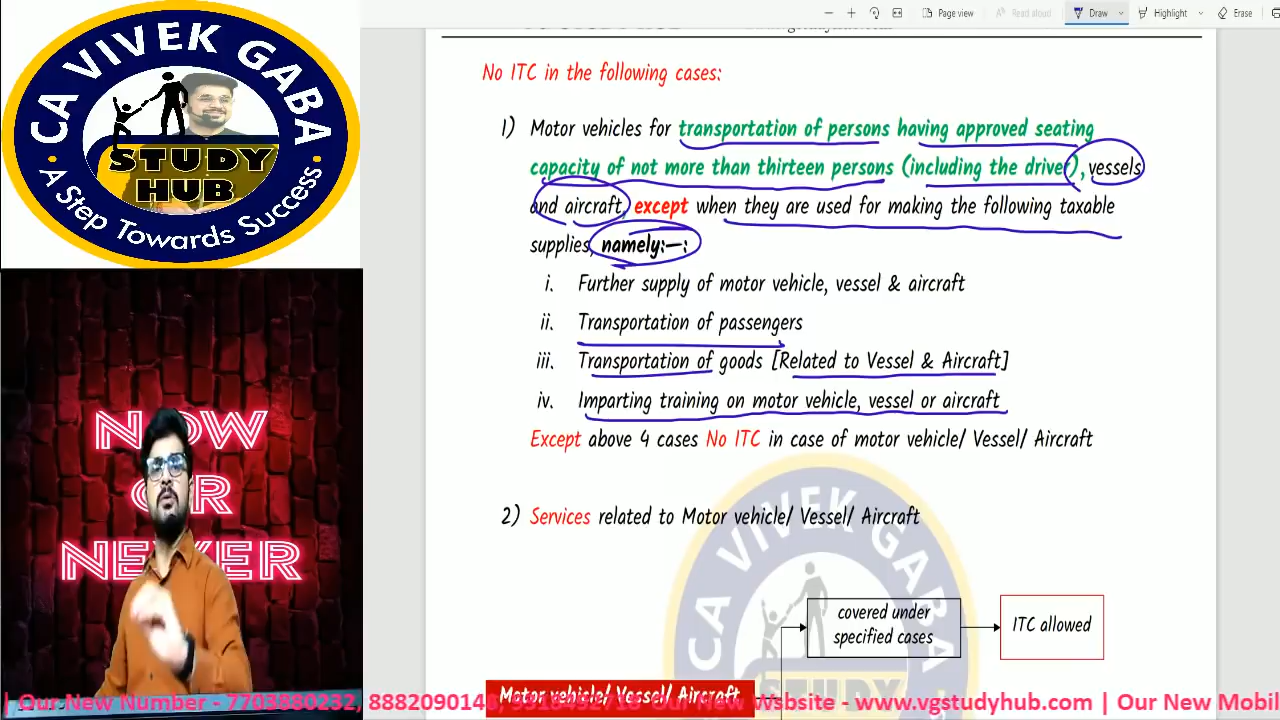 Page view
Read aloud
Draw
Highlight
Erase
CA VIVEK GABA
STUDY
HUB
A Step Towards Success
No ITC in the following cases:
1) Motor vehicles for transportation of persons having approved seating
capacity of not more than thirteen persons (including the driver), vessels
and aircraft, except when they are used for making the following taxable
supplies, namely:—:
i. Further supply of motor vehicle, vessel & aircraft
ii. Transportation of passengers
iii. Transportation of goods [Related to Vessel & Aircraft]
iv. Imparting training on motor vehicle, vessel or aircraft
Except above 4 cases No ITC in case of motor vehicle/ Vessel/ Aircraft
2) Services related to Motor vehicle/ Vessel/ Aircraft
covered under
specified cases
ITC allowed
Motor vehicle/ Vessel/ Aircraft
NOW
OR
NEVER
| Our New Number - 7703880232, 8882090148, Our New Wsbsite - www.vgstudyhub.com | Our New Mobil